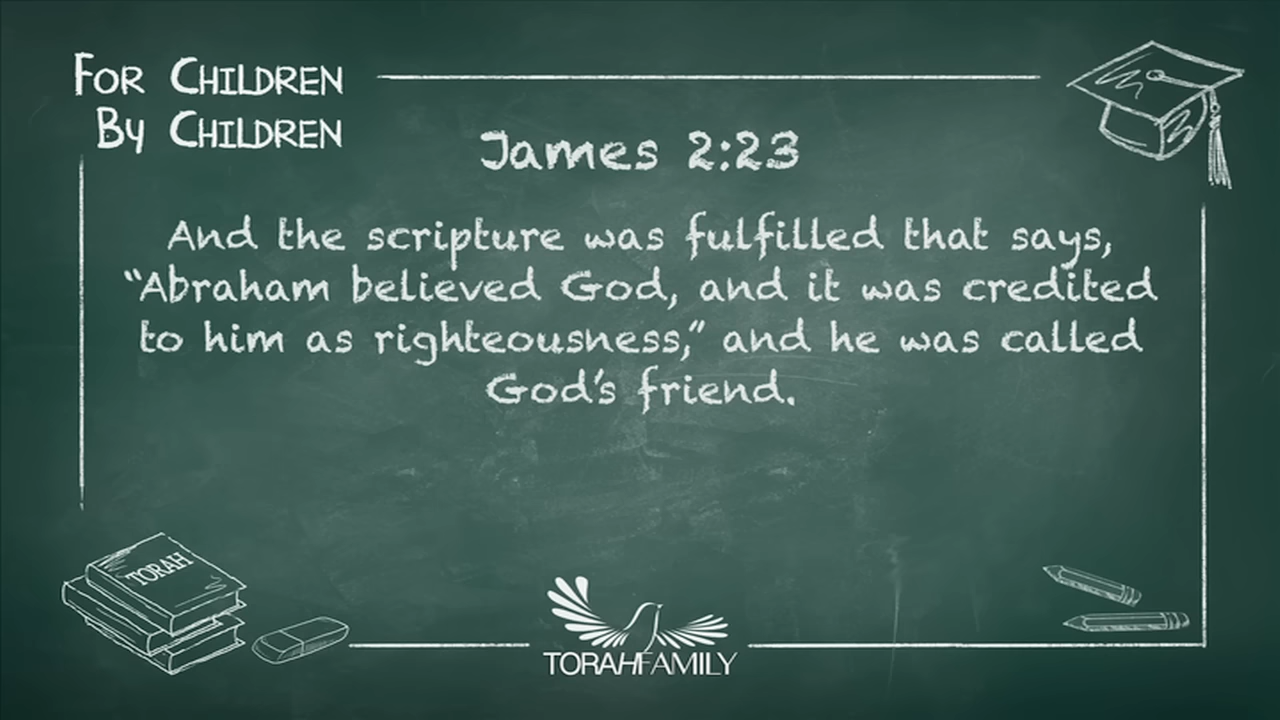 For Children
By Children
James 2:23
And the scripture was fulfilled that says,
“Abraham believed God, and it was credited
to him as righteousness,” and he was called
God’s friend.
TORAH
TORAHFAMILY